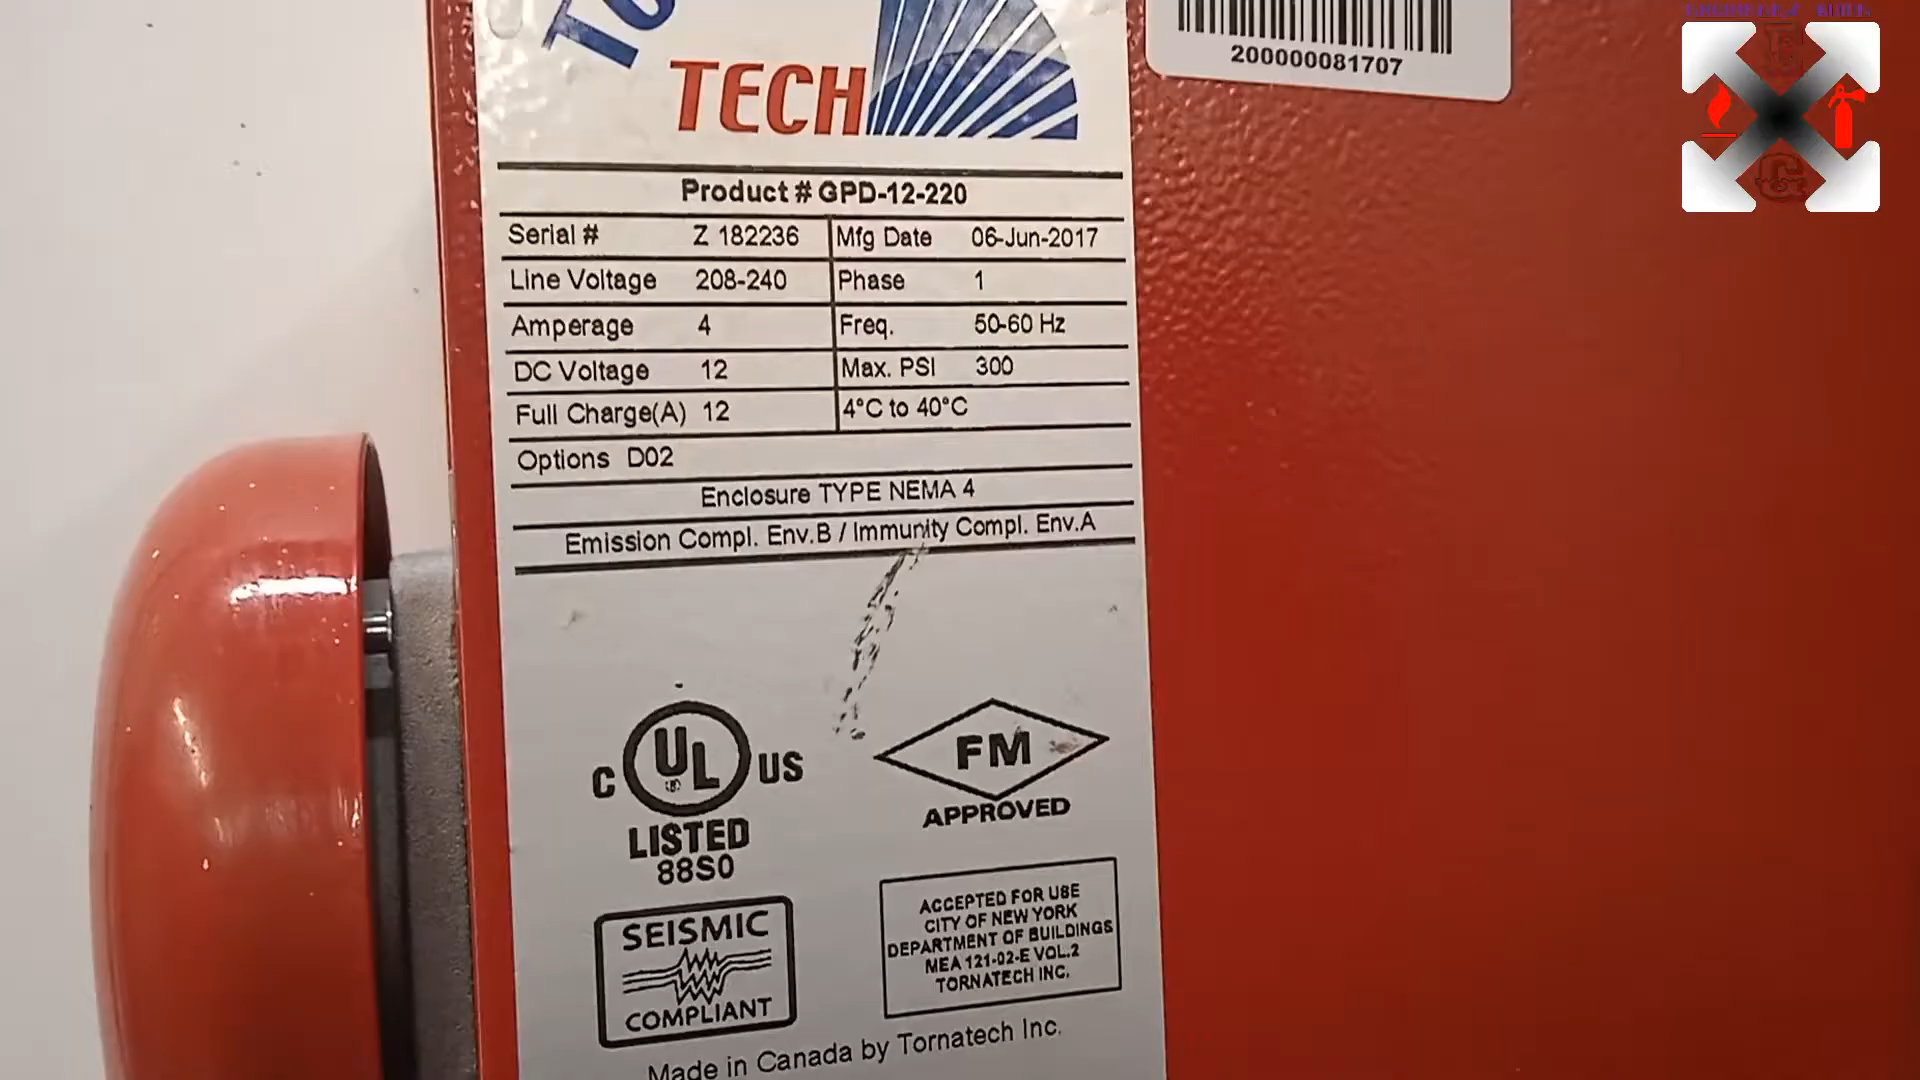 TECH
200000081707
Product # GPD-12-220
Serial # Z 182236 Mfg Date 06-Jun-2017
Line Voltage 208-240 Phase 1
Amperage 4 Freq. 50-60 Hz
DC Voltage 12 Max. PSI 300
Full Charge(A) 12 4°C to 40°C
Options D02
Enclosure TYPE NEMA 4
Emission Compl. Env.B / Immunity Compl. Env.A
C UL US
LISTED
88S0
FM
APPROVED
SEISMIC
COMPLIANT
ACCEPTED FOR USE
CITY OF NEW YORK
DEPARTMENT OF BUILDINGS
MEA 121-02-E VOL.2
TORNATECH INC.
Made in Canada by Tornatech Inc.